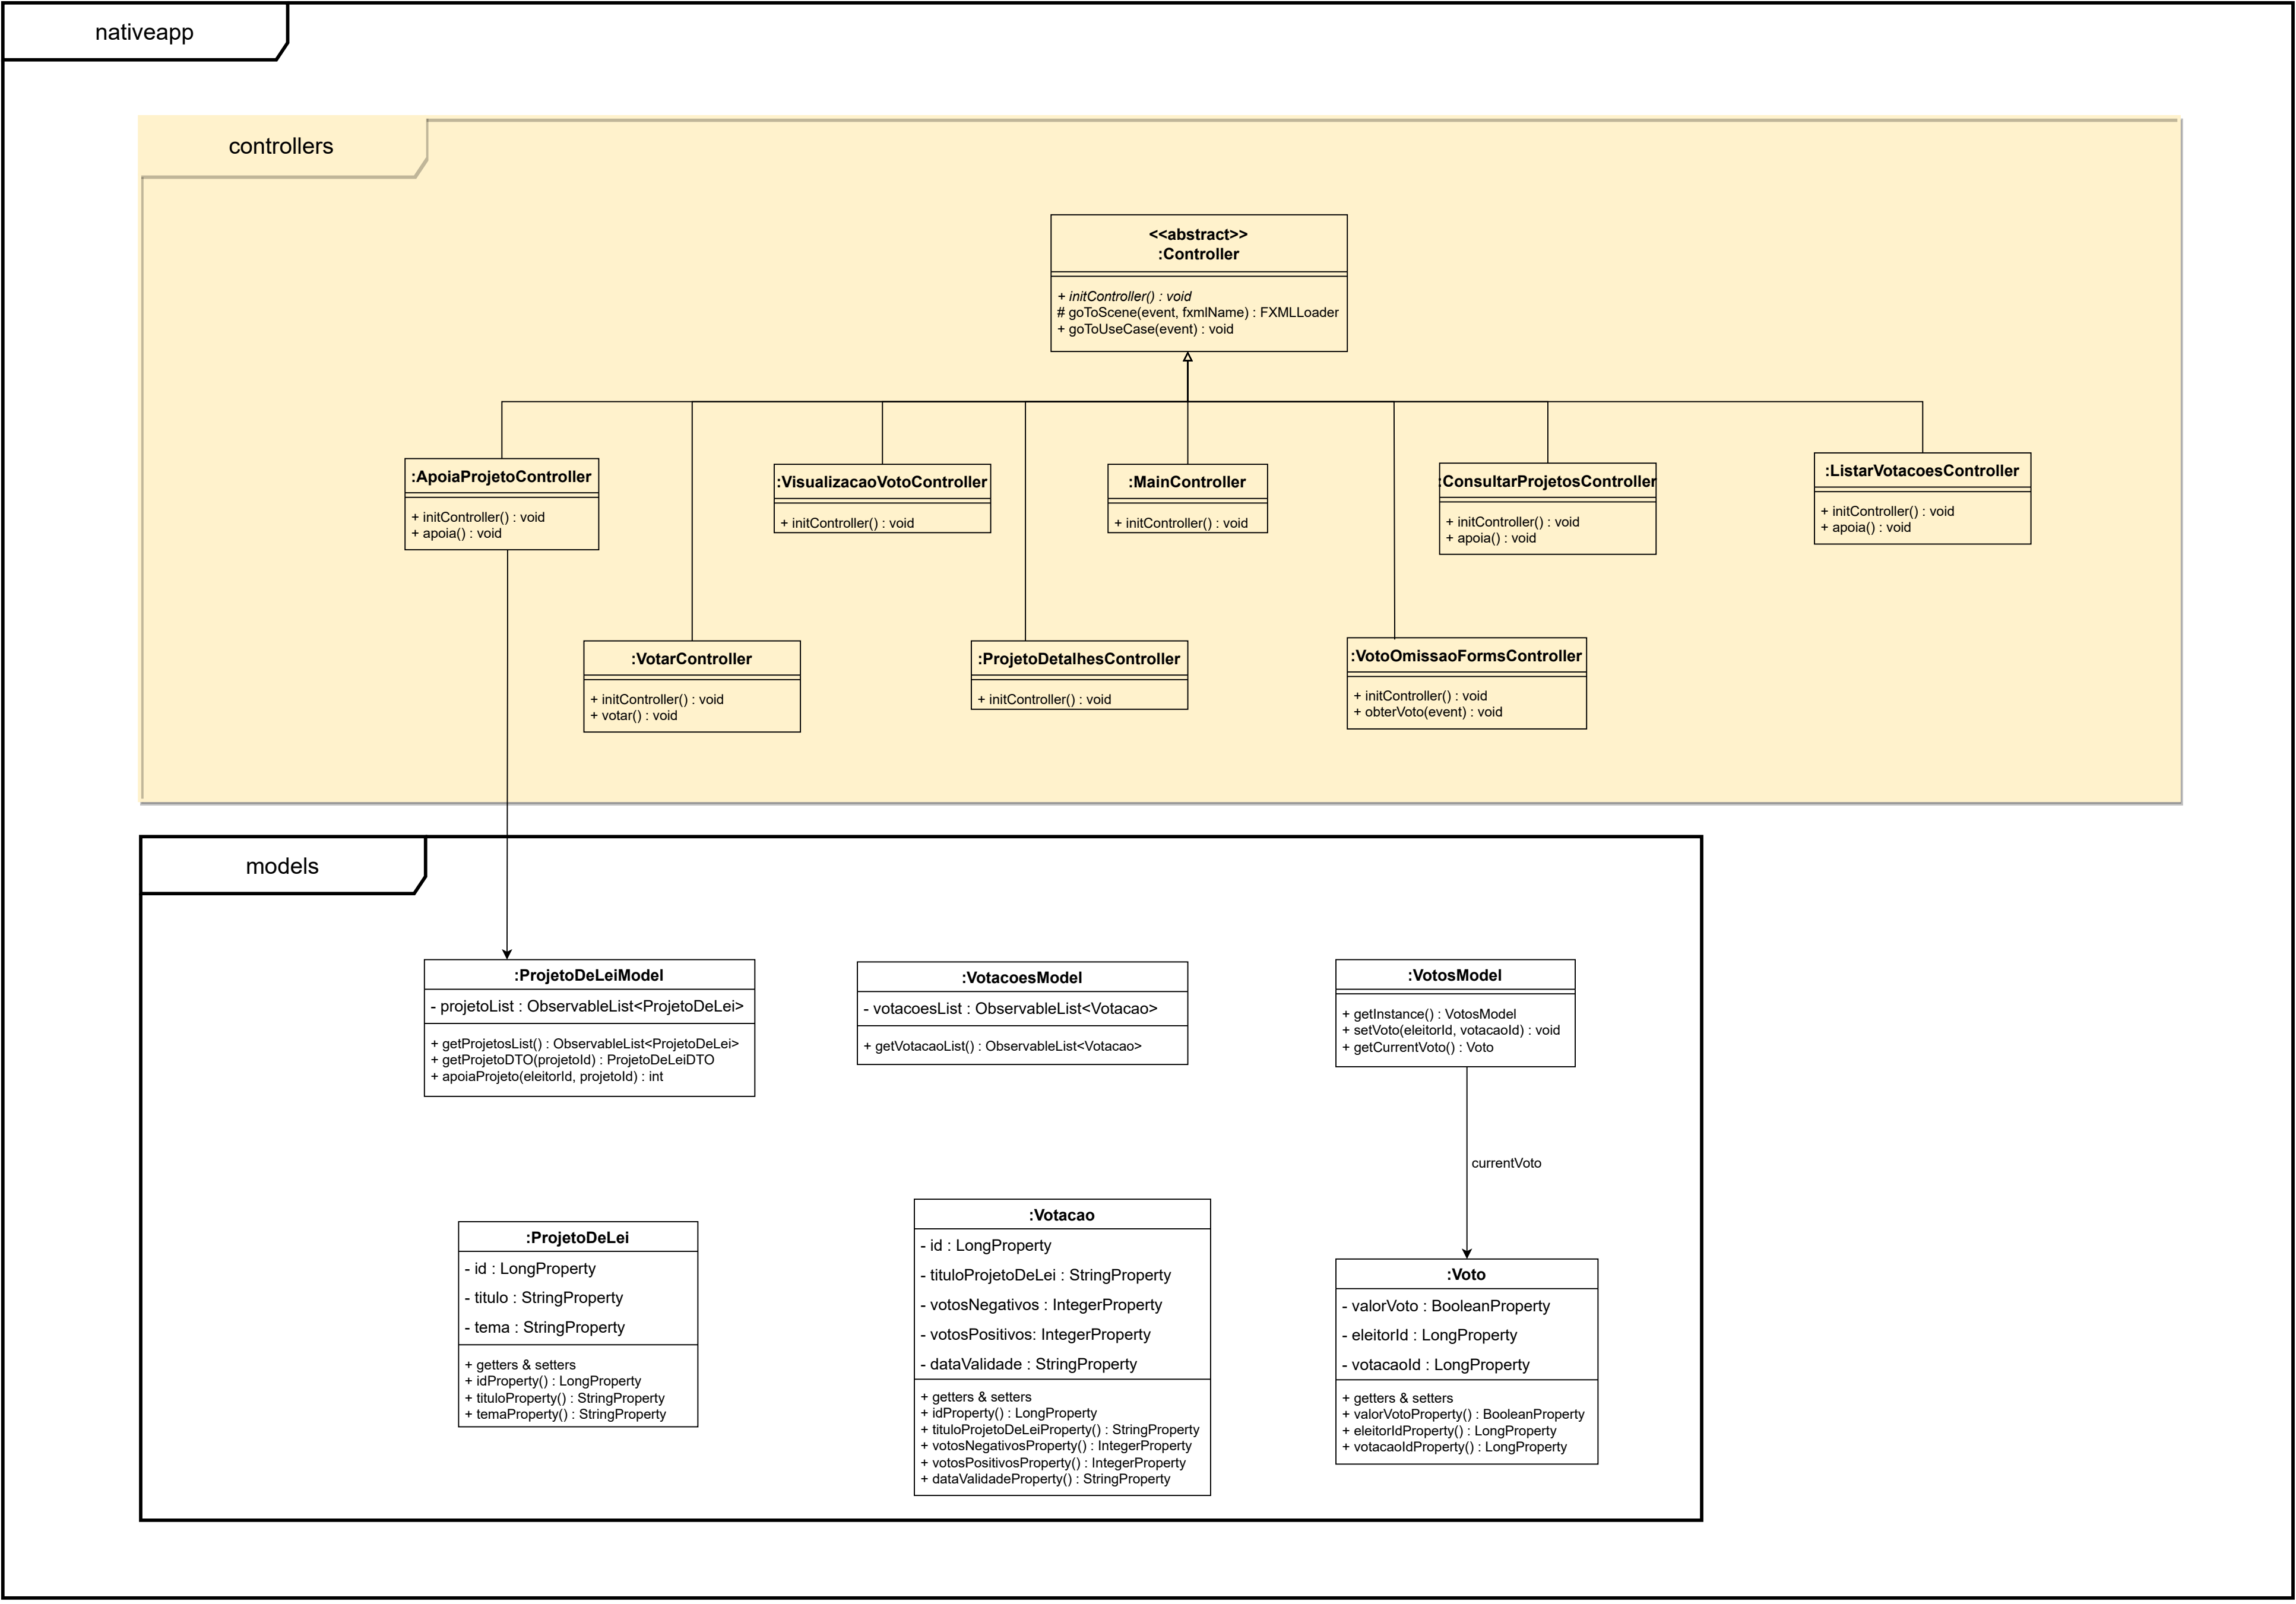 nativeapp
controllers
<<abstract>>
:Controller
+ initController() : void
# goToScene(event, fxmlName) : FXMLLoader
+ goToUseCase(event) : void
:ApoiaProjetoController
+ initController() : void
+ apoia() : void
:VisualizacaoVotoController
+ initController() : void
:MainController
+ initController() : void
:ConsultarProjetosController
+ initController() : void
+ apoia() : void
:ListarVotacoesController
+ initController() : void
+ apoia() : void
:VotarController
+ initController() : void
+ votar() : void
:ProjetoDetalhesController
+ initController() : void
:VotoOmissaoFormsController
+ initController() : void
+ obterVoto(event) : void
models
:ProjetoDeLeiModel
- projetoList : ObservableList<ProjetoDeLei>
+ getProjetosList() : ObservableList<ProjetoDeLei>
+ getProjetoDTO(projetoId) : ProjetoDeLeiDTO
+ apoiaProjeto(eleitorId, projetoId) : int
:VotacoesModel
- votacoesList : ObservableList<Votacao>
+ getVotacaoList() : ObservableList<Votacao>
:VotosModel
+ getInstance() : VotosModel
+ setVoto(eleitorId, votacaoId) : void
+ getCurrentVoto() : Voto
currentVoto
:ProjetoDeLei
- id : LongProperty
- titulo : StringProperty
- tema : StringProperty
+ getters & setters
+ idProperty() : LongProperty
+ tituloProperty() : StringProperty
+ temaProperty() : StringProperty
:Votacao
- id : LongProperty
- tituloProjetoDeLei : StringProperty
- votosNegativos : IntegerProperty
- votosPositivos: IntegerProperty
- dataValidade : StringProperty
+ getters & setters
+ idProperty() : LongProperty
+ tituloProjetoDeLeiProperty() : StringProperty
+ votosNegativosProperty() : IntegerProperty
+ votosPositivosProperty() : IntegerProperty
+ dataValidadeProperty() : StringProperty
:Voto
- valorVoto : BooleanProperty
- eleitorId : LongProperty
- votacaoId : LongProperty
+ getters & setters
+ valorVotoProperty() : BooleanProperty
+ eleitorIdProperty() : LongProperty
+ votacaoIdProperty() : LongProperty